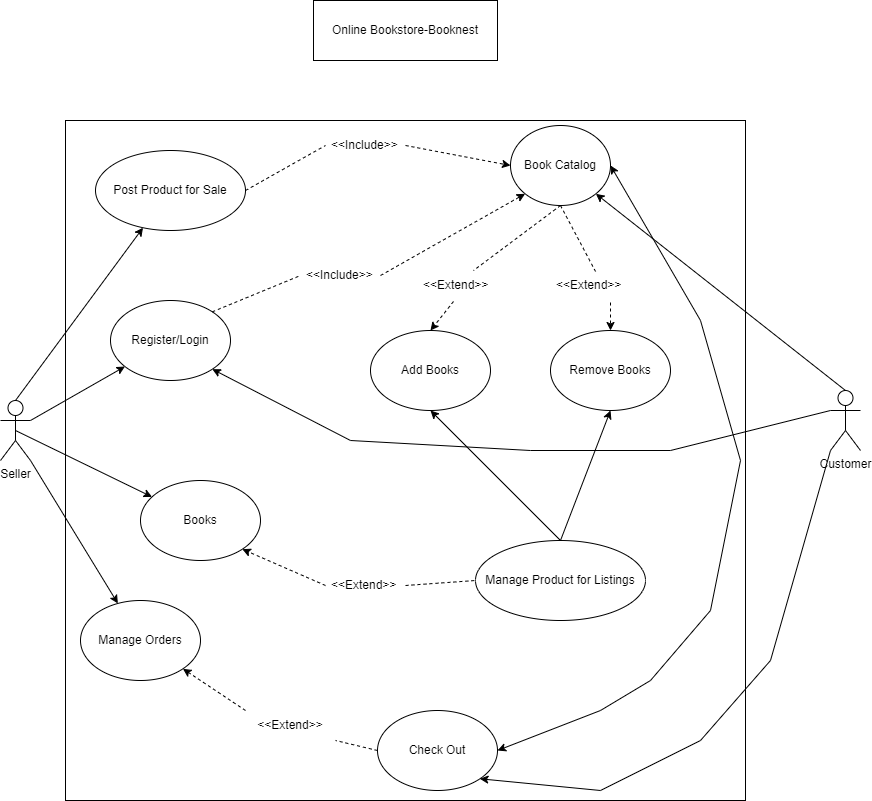 Online Bookstore-Booknest
<<Include>>
Book Catalog
Post Product for Sale
<<Include>>
<<Extend>>
<<Extend>>
Register/Login
Add Books
Remove Books
Customer
Seller
Books
<<Extend>>
Manage Product for Listings
Manage Orders
<<Extend>>
Check Out